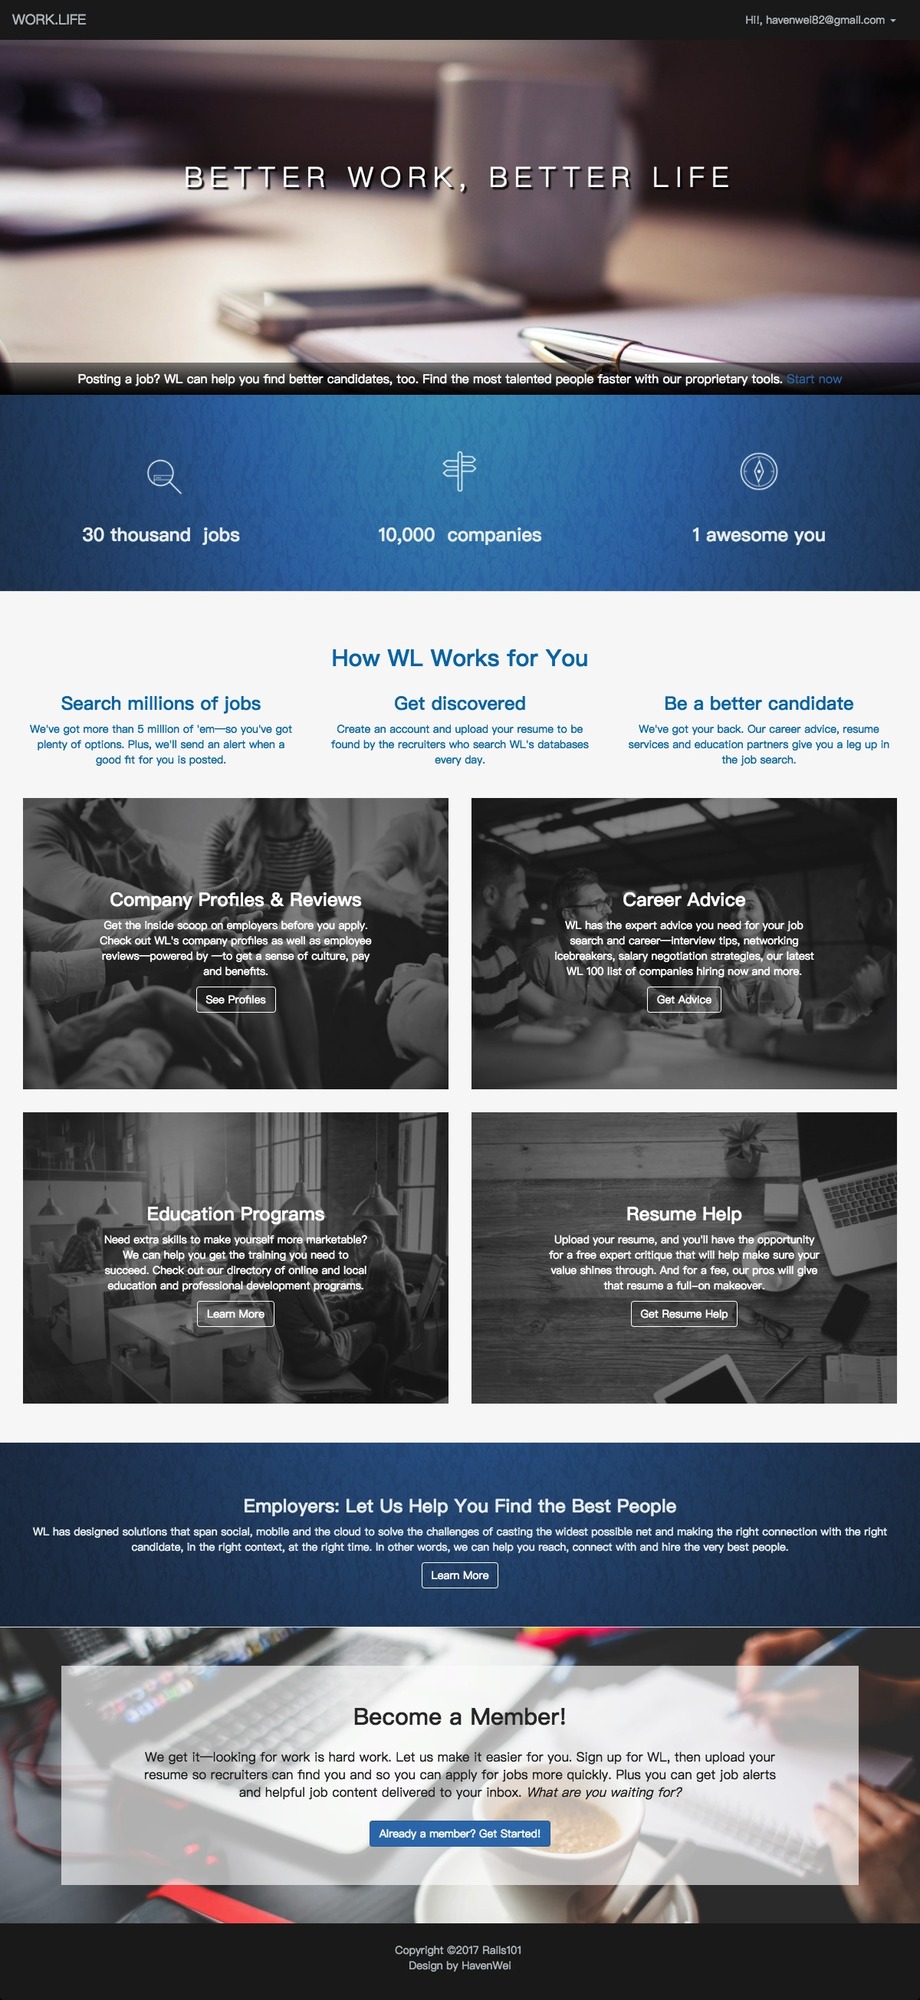 WORK.LIFE
Hi!, havenwei82@gmail.com
BETTER WORK, BETTER LIFE
Posting a job? WL can help you find better candidates, too. Find the most talented people faster with our proprietary tools. Start now
30 thousand jobs
10,000 companies
1 awesome you
How WL Works for You
Search millions of jobs
We've got more than 5 million of 'em—so you've got
plenty of options. Plus, we'll send an alert when a
good fit for you is posted.
Get discovered
Create an account and upload your resume to be
found by the recruiters who search WL's databases
every day.
Be a better candidate
We've got your back. Our career advice, resume
services and education partners give you a leg up in
the job search.
Company Profiles & Reviews
Get the inside scoop on employers before you apply.
Check out WL's company profiles as well as employee
reviews—powered by —to get a sense of culture, pay
and benefits.
See Profiles
Career Advice
WL has the expert advice you need for your job
search and career—interview tips, networking
icebreakers, salary negotiation strategies, our latest
WL 100 list of companies hiring now and more.
Get Advice
Education Programs
Need extra skills to make yourself more marketable?
We can help you get the training you need to
succeed. Check out our directory of online and local
education and professional development programs.
Learn More
Resume Help
Upload your resume, and you'll have the opportunity
for a free expert critique that will help make sure your
value shines through. And for a fee, our pros will give
that resume a full-on makeover.
Get Resume Help
Employers: Let Us Help You Find the Best People
WL has designed solutions that span social, mobile and the cloud to solve the challenges of casting the widest possible net and making the right connection with the right
candidate, in the right context, at the right time. In other words, we can help you reach, connect with and hire the very best people.
Learn More
Become a Member!
We get it—looking for work is hard work. Let us make it easier for you. Sign up for WL, then upload your
resume so recruiters can find you and so you can apply for jobs more quickly. Plus you can get job alerts
and helpful job content delivered to your inbox. What are you waiting for?
Already a member? Get Started!
Copyright ©2017 Rails101
Design by HavenWei